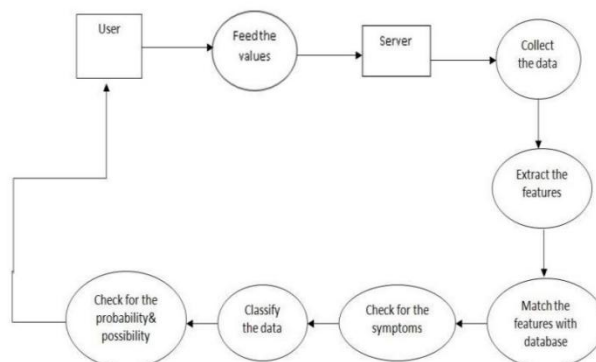 User
Feed the
values
Server
Collect
the data
Extract the
features
Match the
features with
database
Check for the
symptoms
Classify
the data
Check for the
probability&
possibility